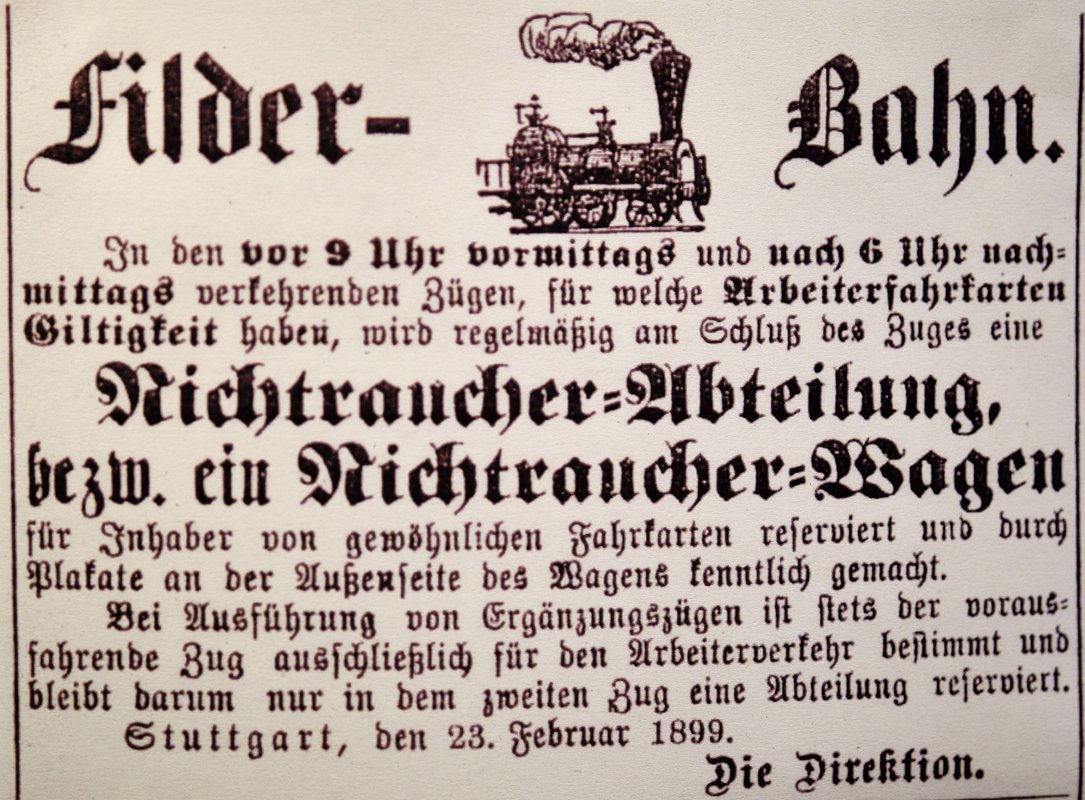 Filder-Bahn.
In den vor 9 Uhr vormittags und nach 6 Uhr nach-
mittags verkehrenden Zügen, für welche Arbeiterfahrkarten
Giltigkeit haben, wird regelmäßig am Schluß des Zuges eine
Nichtraucher-Abteilung,
bezw. ein Nichtraucher-Wagen
für Inhaber von gewöhnlichen Fahrkarten reserviert und durch
Plakate an der Außenseite des Wagens kenntlich gemacht.
Bei Ausführung von Ergänzungszügen ist stets der voraus-
fahrende Zug ausschließlich für den Arbeiterverkehr bestimmt und
bleibt darum nur in dem zweiten Zug eine Abteilung reserviert.
Stuttgart, den 23. Februar 1899.
Die Direktion.